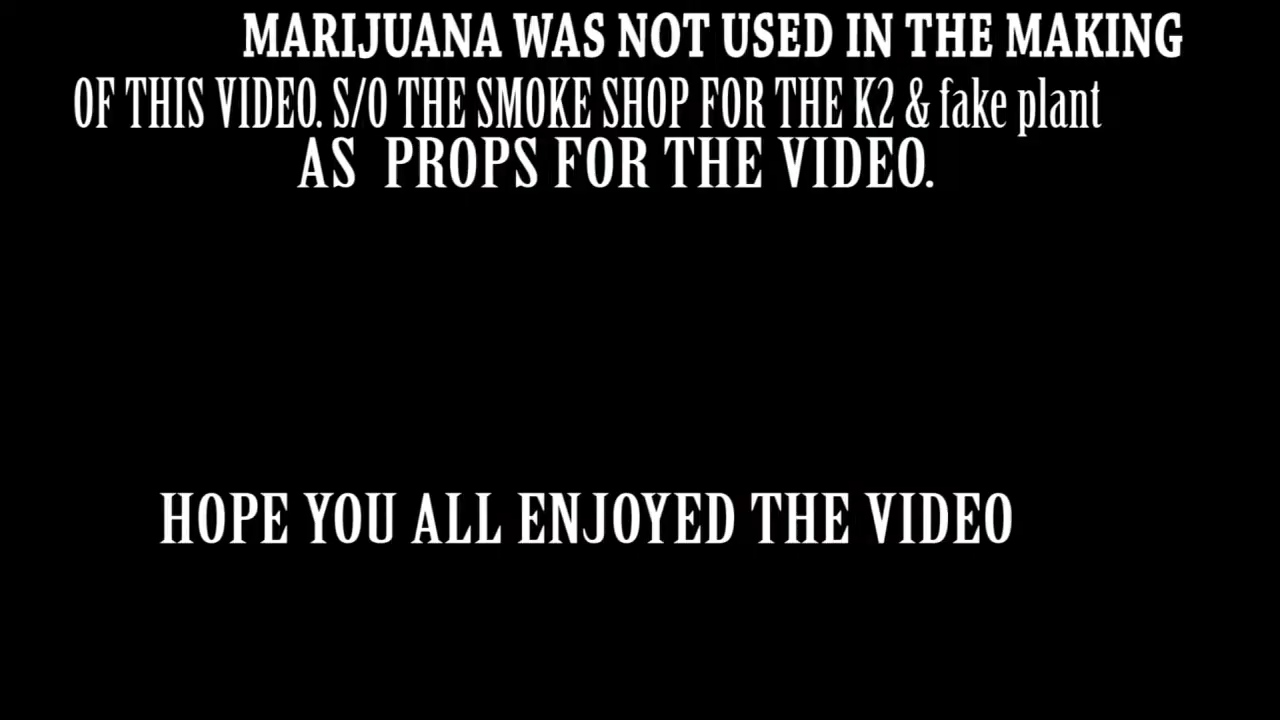 MARIJUANA WAS NOT USED IN THE MAKING
OF THIS VIDEO. S/O THE SMOKE SHOP FOR THE K2 & fake plant
AS PROPS FOR THE VIDEO.
HOPE YOU ALL ENJOYED THE VIDEO